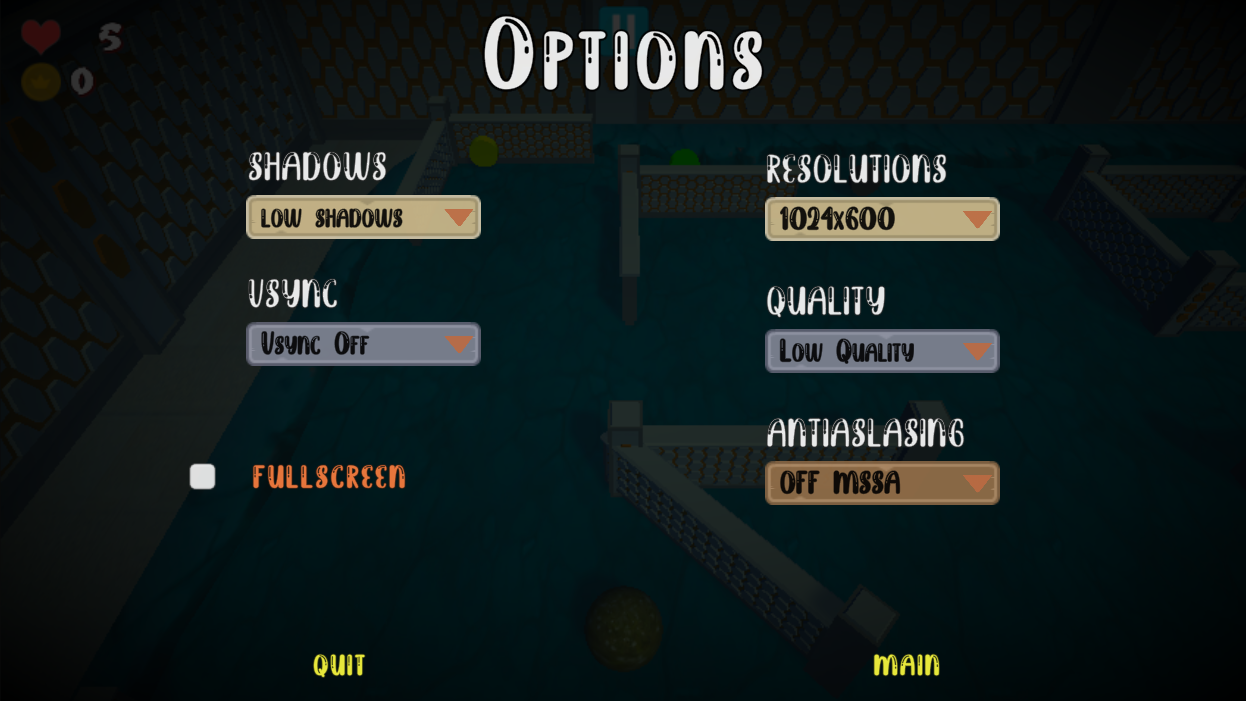 Options
5
0
SHADOWS
LOW SHADOWS
VSYNC
Vsync Off
FULLSCREEN
RESOLUTIONS
1024x600
QUALITY
Low Quality
ANTIASLASING
OFF MSSA
QUIT
MAIN